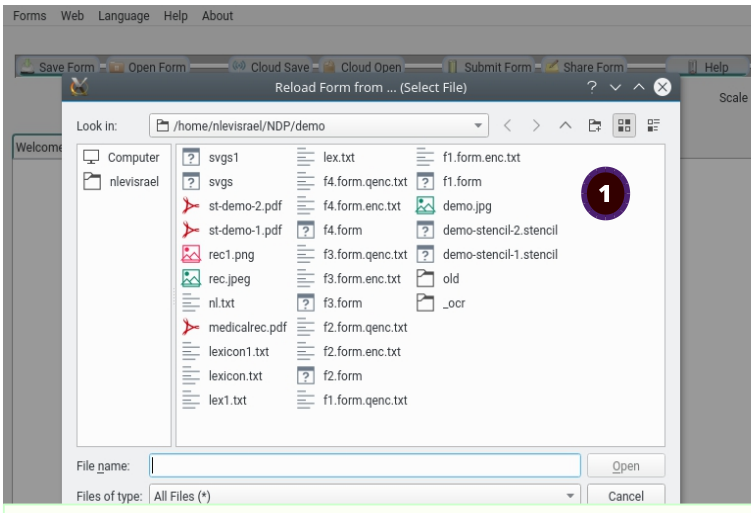 Forms Web Language Help About
Save Form Open Form Cloud Save Cloud Open Submit Form Share Form Help
Reload Form from ... (Select File)
Scale
Look in: /home/nlevisrael/NDP/demo
Welcome
Computer
nlevisrael
svgs1
svgs
st-demo-2.pdf
st-demo-1.pdf
rec1.png
rec.jpeg
nl.txt
medicalrec.pdf
lexicon1.txt
lexicon.txt
lex1.txt
lex.txt
f4.form.qenc.txt
f4.form.enc.txt
f4.form
f3.form.qenc.txt
f3.form.enc.txt
f3.form
f2.form.qenc.txt
f2.form.enc.txt
f2.form
f1.form.qenc.txt
f1.form.enc.txt
f1.form
demo.jpg
demo-stencil-2.stencil
demo-stencil-1.stencil
old
_ocr
1
File name: Open
Files of type: All Files (*) Cancel